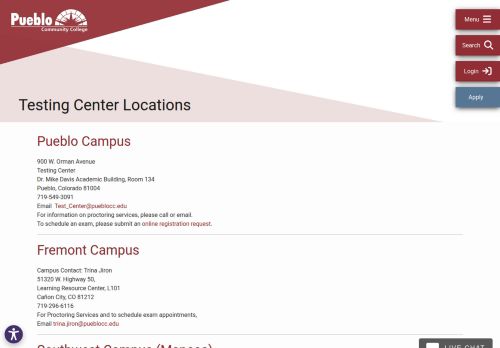 Pueblo
Community College
Menu
Search
Login
Apply
Testing Center Locations
Pueblo Campus
900 W. Orman Avenue
Testing Center
Dr. Mike Davis Academic Building, Room 134
Pueblo, Colorado 81004
719-549-3091
Email Test_Center@pueblocc.edu
For information on proctoring services, please call or email.
To schedule an exam, please submit an online registration request.
Fremont Campus
Campus Contact: Trina Jiron
51320 W. Highway 50,
Learning Resource Center, L101
Cañon City, CO 81212
719-296-6116
For Proctoring Services and to schedule exam appointments,
Email trina.jiron@pueblocc.edu
Southwest Campus (Mancos)
LIVE CHAT